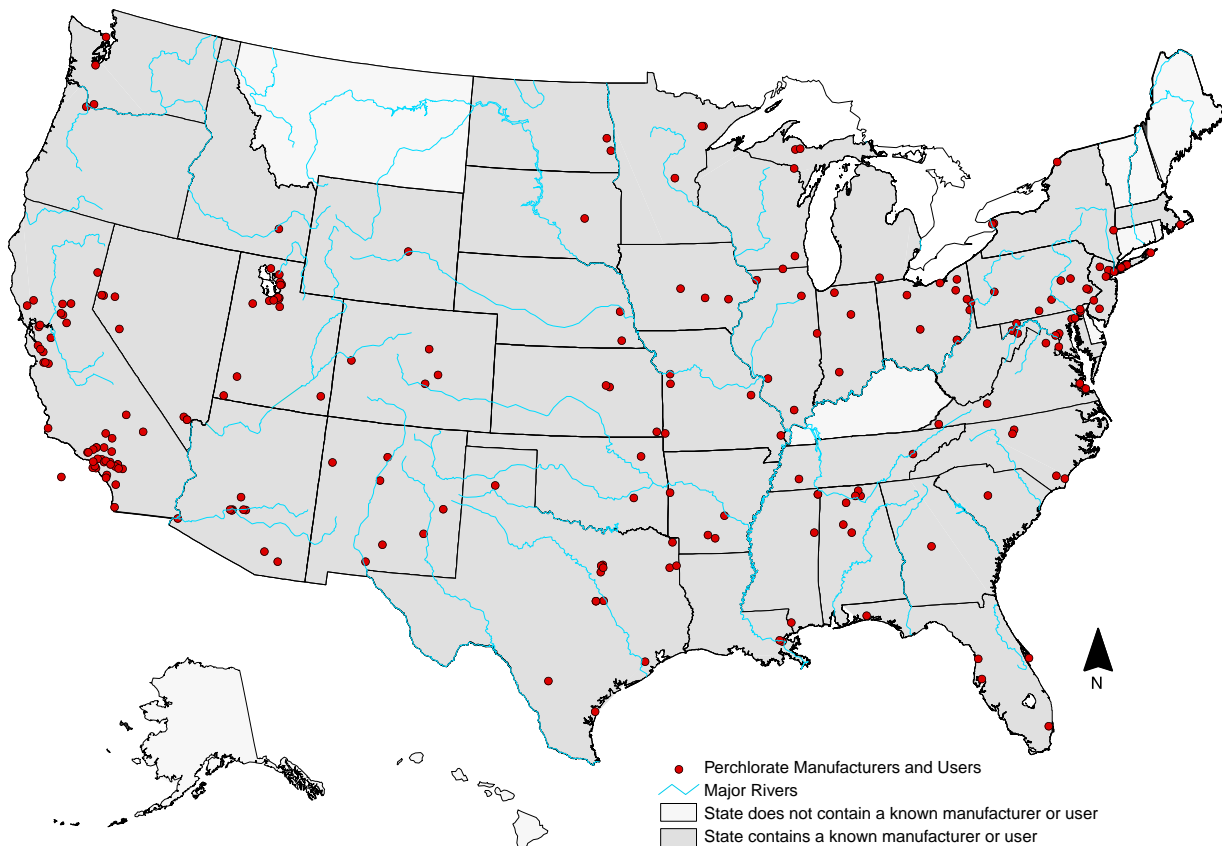 N
Perchlorate Manufacturers and Users
Major Rivers
State does not contain a known manufacturer or user
State contains a known manufacturer or user